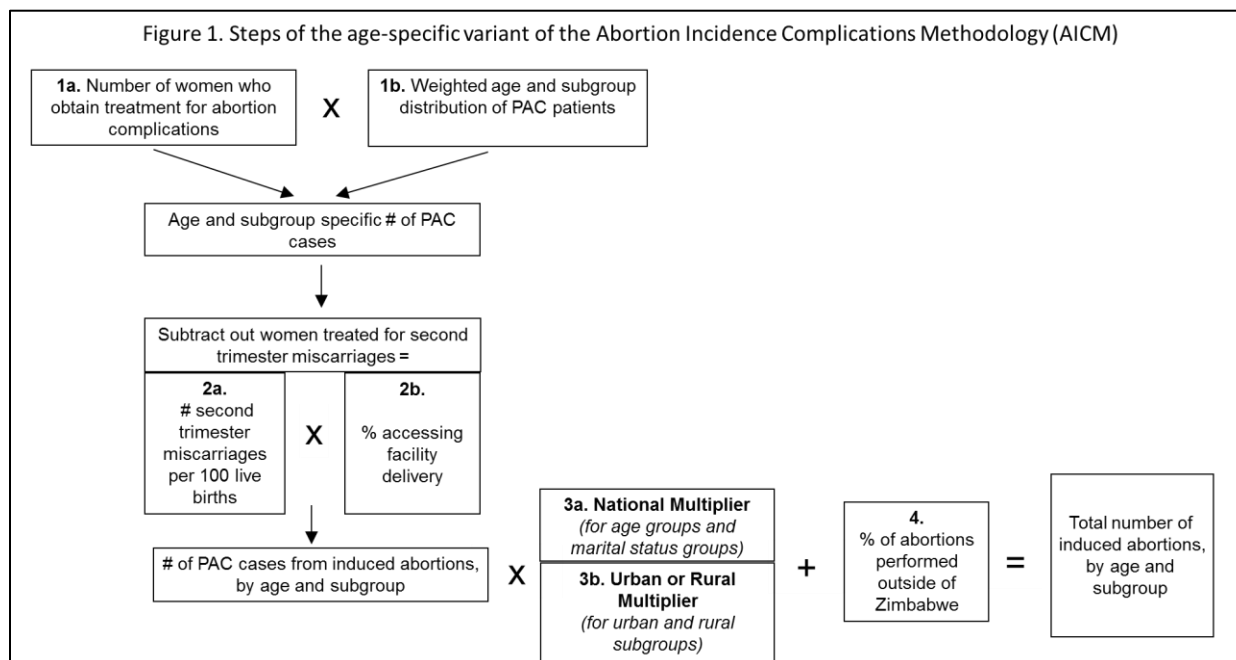 Figure 1. Steps of the age-specific variant of the Abortion Incidence Complications Methodology (AICM)
1a. Number of women who
obtain treatment for abortion
complications
X
1b. Weighted age and subgroup
distribution of PAC patients
Age and subgroup specific # of PAC
cases
Subtract out women treated for second
trimester miscarriages =
2a.
# second
trimester
miscarriages
per 100 live
births
X
2b.
% accessing
facility
delivery
# of PAC cases from induced abortions,
by age and subgroup
X
3a. National Multiplier
(for age groups and
marital status groups)
3b. Urban or Rural
Multiplier
(for urban and rural
subgroups)
+
4.
% of abortions
performed
outside of
Zimbabwe
=
Total number of
induced abortions,
by age and
subgroup